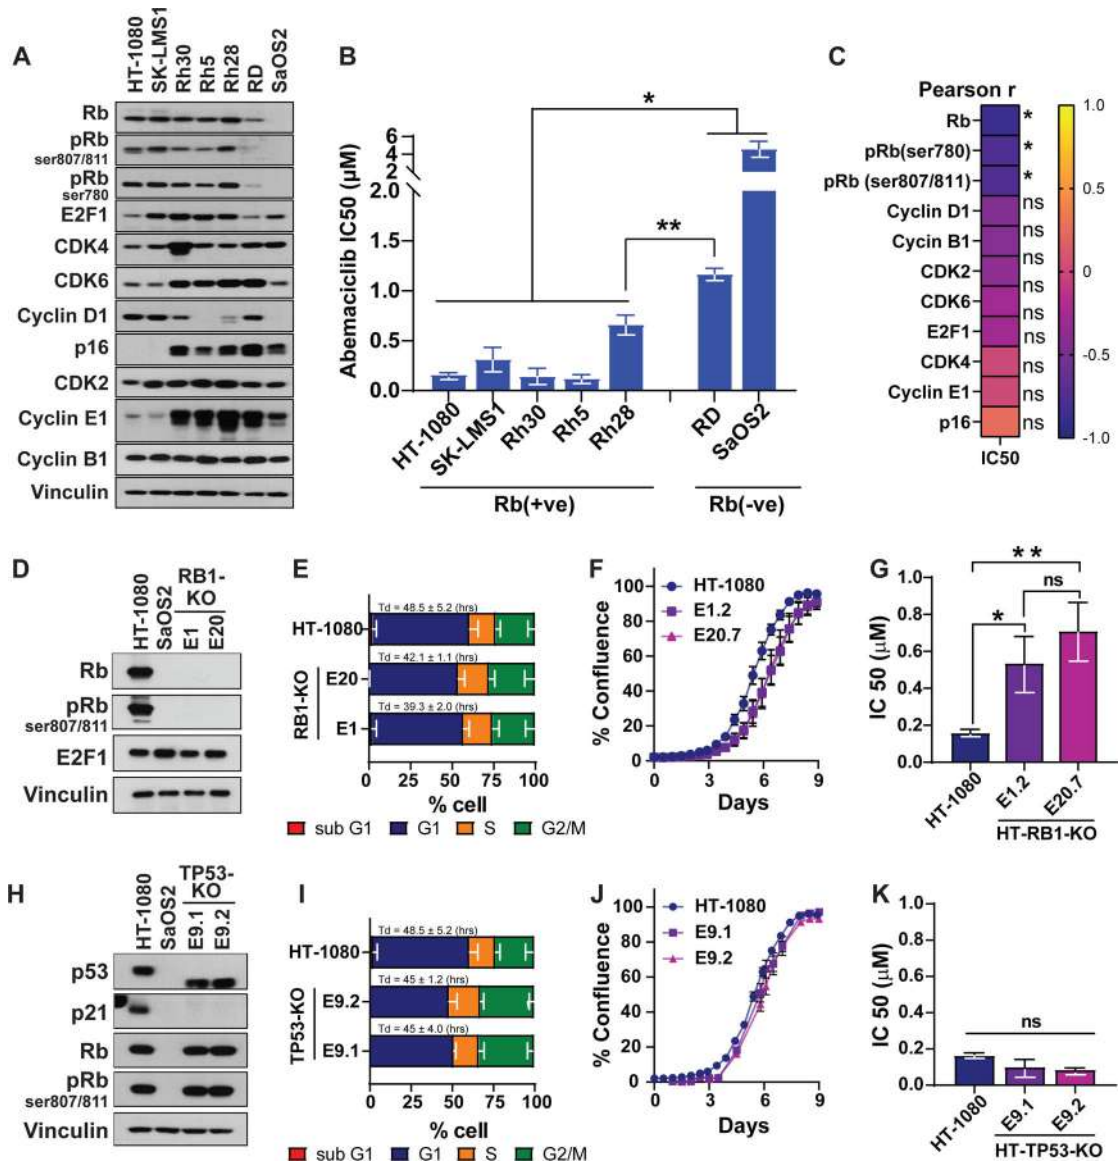 A
HT-1080
SK-LMS1
Rh30
Rh5
Rh28
RD
SaOS2
Rb
pRb
ser807/811
pRb
ser780
E2F1
CDK4
CDK6
Cyclin D1
p16
CDK2
Cyclin E1
Cyclin B1
Vinculin
B
Abemaciclib IC50 (µM)
6
4
2
2.0
1.5
1.0
0.5
0.0
*
**
HT-1080
SK-LMS1
Rh30
Rh5
Rh28
RD
SaOS2
Rb(+ve)
Rb(-ve)
C
Pearson r
Rb *
pRb(ser780) *
pRb (ser807/811) *
Cyclin D1 ns
Cycin B1 ns
CDK2 ns
CDK6 ns
E2F1 ns
CDK4 ns
Cyclin E1 ns
p16 ns
IC50
1.0
0.5
0
-0.5
-1.0
D
HT-1080
SaOS2
RB1-
KO
E1
E20
Rb
pRb
ser807/811
E2F1
Vinculin
E
Td = 48.5 ± 5.2 (hrs)
HT-1080
Td = 42.1 ± 1.1 (hrs)
E20
Td = 39.3 ± 2.0 (hrs)
E1
RB1-KO
0 25 50 75 100
% cell
sub G1 G1 S G2/M
F
HT-1080
E1.2
E20.7
% Confluence
100
80
60
40
20
0
0 3 6 9
Days
G
IC 50 (µM)
1.0
0.8
0.6
0.4
0.2
0.0
**
ns
*
HT-1080
E1.2
E20.7
HT-RB1-KO
H
HT-1080
SaOS2
TP53-
KO
E9.1
E9.2
p53
p21
Rb
pRb
ser807/811
Vinculin
I
Td = 48.5 ± 5.2 (hrs)
HT-1080
Td = 45 ± 1.2 (hrs)
E9.2
Td = 45 ± 4.0 (hrs)
E9.1
TP53-KO
0 25 50 75 100
% cell
sub G1 G1 S G2/M
J
HT-1080
E9.1
E9.2
% Confluence
100
80
60
40
20
0
0 3 6 9
Days
K
IC 50 (µM)
1.0
0.8
0.6
0.4
0.2
0.0
ns
HT-1080
E9.1
E9.2
HT-TP53-KO